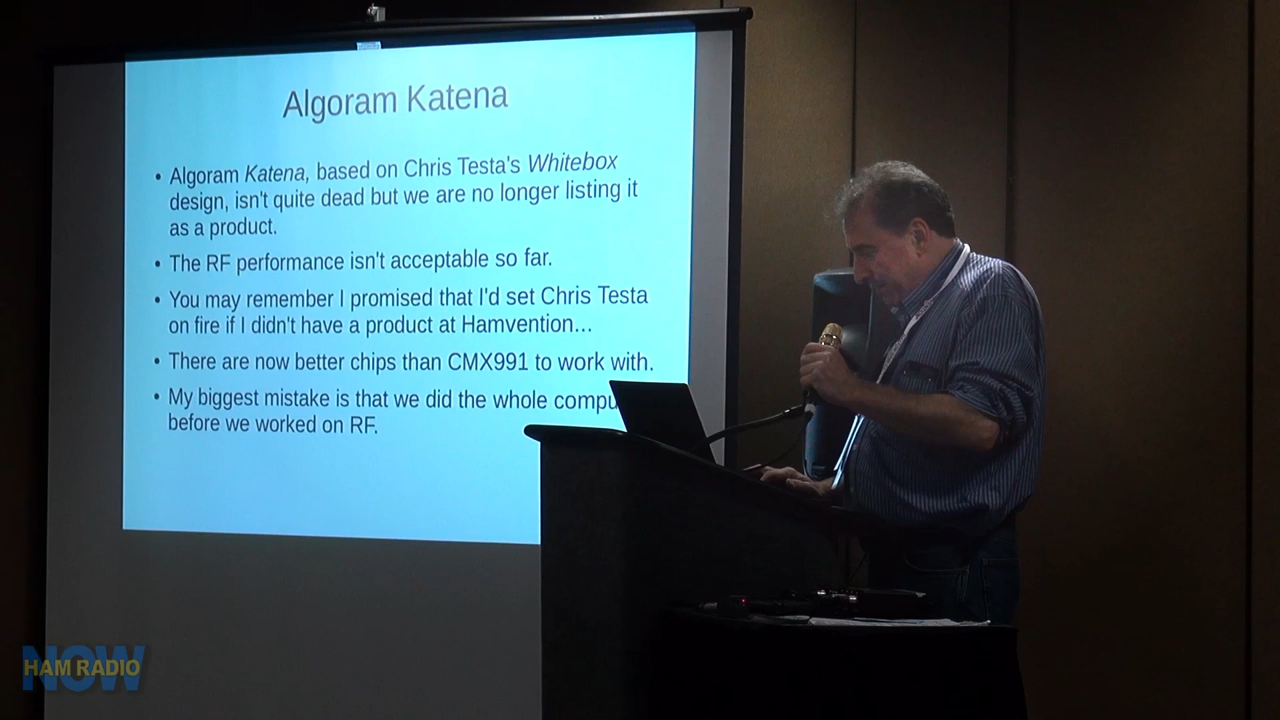 Algoram Katena
• Algoram Katena, based on Chris Testa's Whitebox
design, isn't quite dead but we are no longer listing it
as a product.
• The RF performance isn't acceptable so far.
• You may remember I promised that I'd set Chris Testa
on fire if I didn't have a product at Hamvention...
• There are now better chips than CMX991 to work with.
• My biggest mistake is that we did the whole
before we worked on RF.
HAM RADIO
NOW